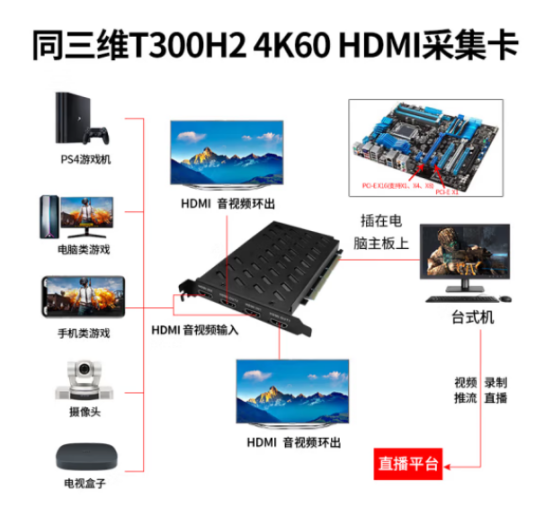 同三维T300H2 4K60 HDMI采集卡
PS4游戏机
电脑类游戏
手机类游戏
摄像头
电视盒子
HDMI 音视频环出
HDMI 音视频输入
HDMI 音视频环出
PCI-E X1
插在电
脑主板上
台式机
视频 录制
推流 直播
直播平台